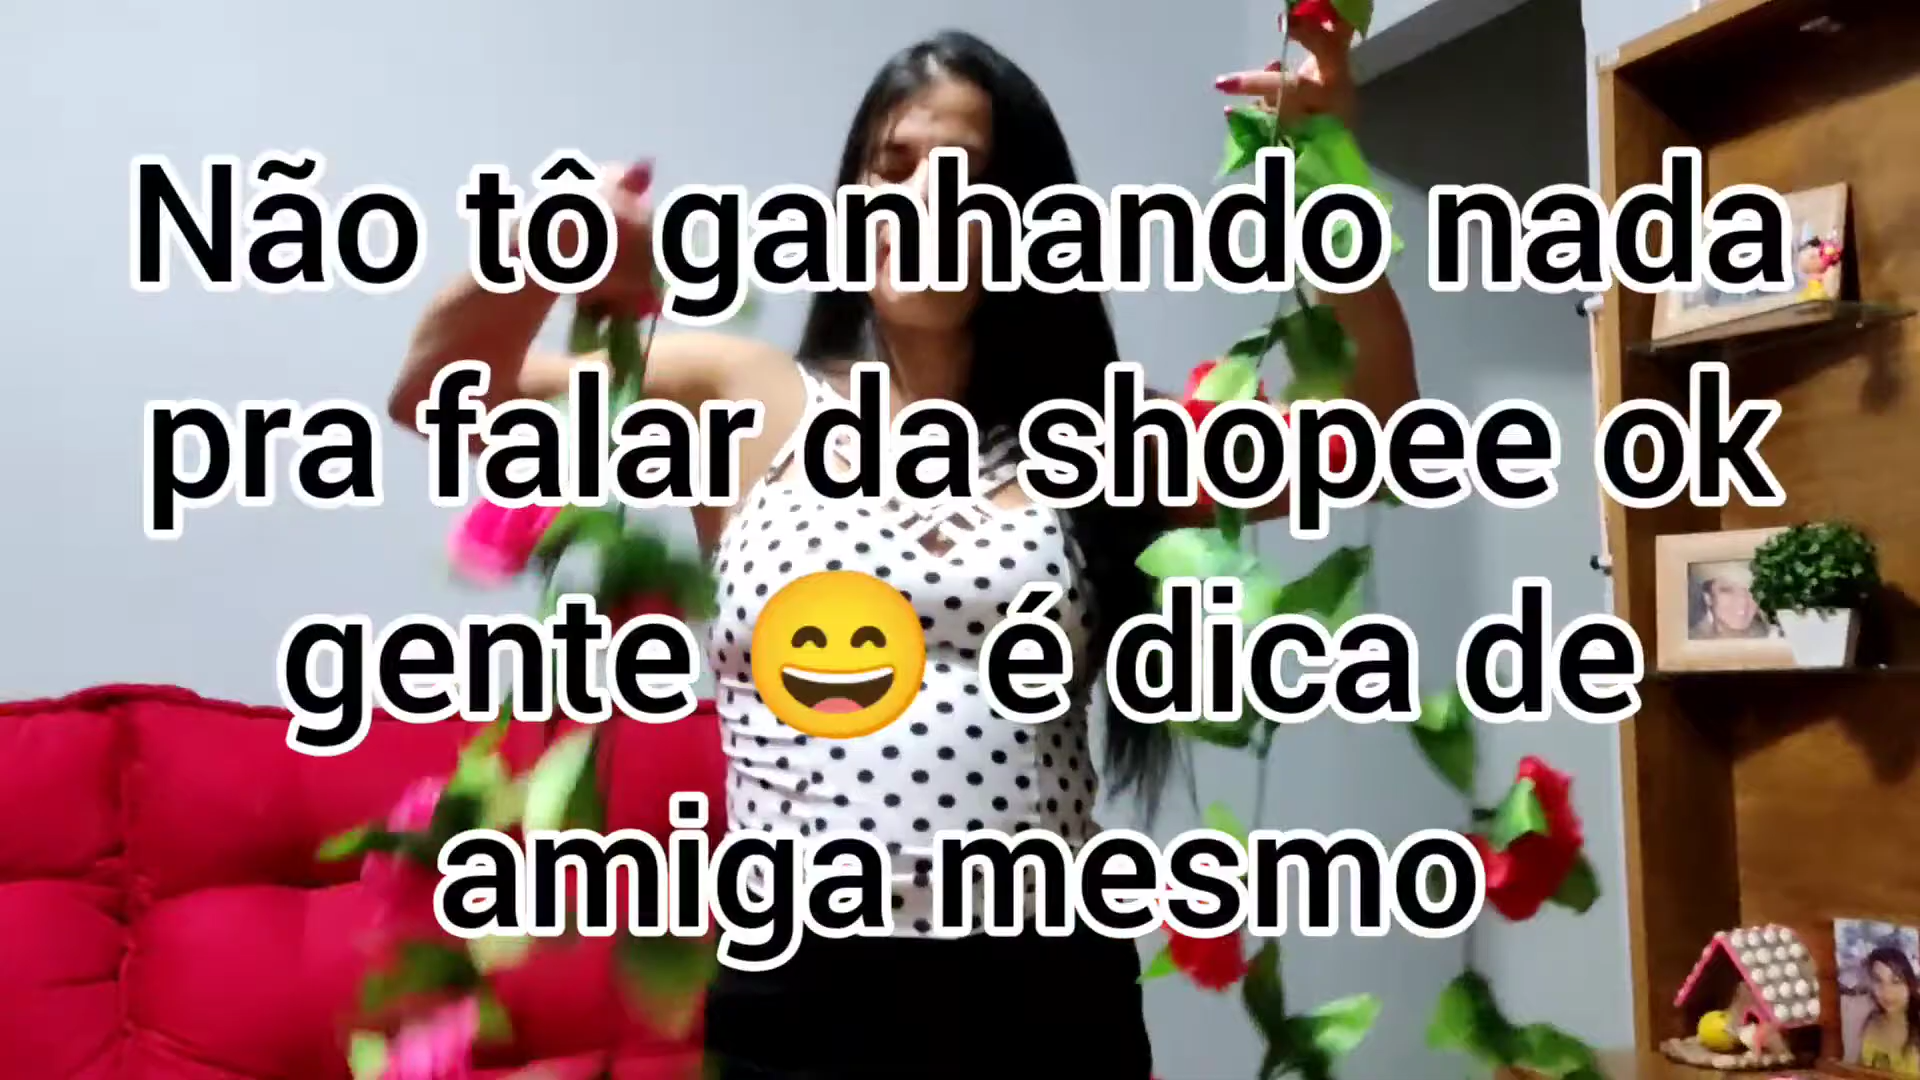 Não tô ganhando nada
pra falar da shopee ok
gente 😄 é dica de
amiga mesmo